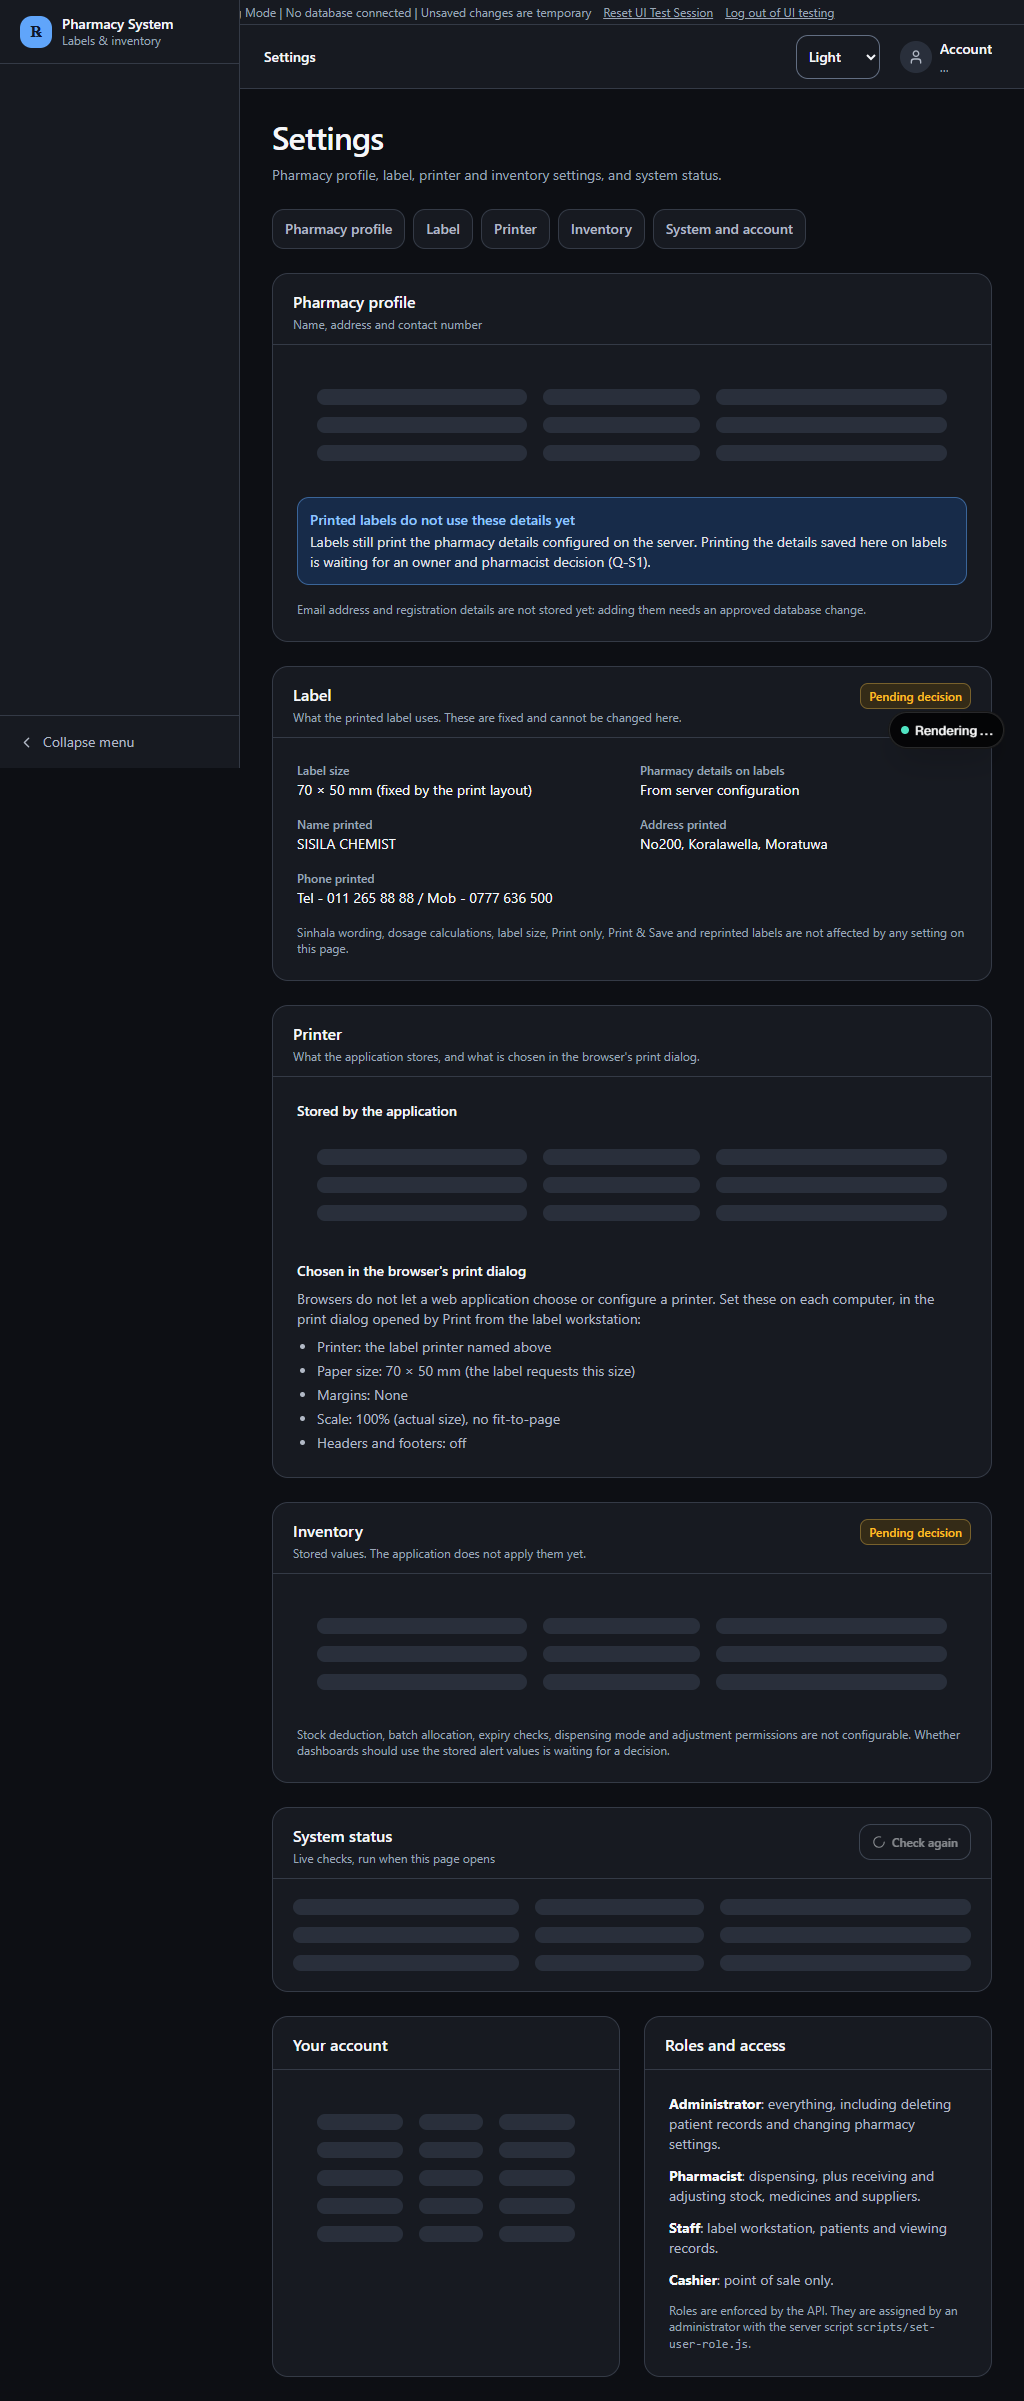 ℞
Pharmacy System
Labels & inventory
Mode | No database connected | Unsaved changes are temporary Reset UI Test Session Log out of UI testing
Settings
Light
Account
...
Settings
Pharmacy profile, label, printer and inventory settings, and system status.
Pharmacy profile
Label
Printer
Inventory
System and account
Pharmacy profile
Name, address and contact number
Printed labels do not use these details yet
Labels still print the pharmacy details configured on the server. Printing the details saved here on labels
is waiting for an owner and pharmacist decision (Q-S1).
Email address and registration details are not stored yet: adding them needs an approved database change.
Label
Pending decision
What the printed label uses. These are fixed and cannot be changed here.
Rendering...
Collapse menu
Label size
70 × 50 mm (fixed by the print layout)
Pharmacy details on labels
From server configuration
Name printed
SISILA CHEMIST
Address printed
No200, Koralawella, Moratuwa
Phone printed
Tel - 011 265 88 88 / Mob - 0777 636 500
Sinhala wording, dosage calculations, label size, Print only, Print & Save and reprinted labels are not affected by any setting on
this page.
Printer
What the application stores, and what is chosen in the browser's print dialog.
Stored by the application
Chosen in the browser's print dialog
Browsers do not let a web application choose or configure a printer. Set these on each computer, in the
print dialog opened by Print from the label workstation:
• Printer: the label printer named above
• Paper size: 70 × 50 mm (the label requests this size)
• Margins: None
• Scale: 100% (actual size), no fit-to-page
• Headers and footers: off
Inventory
Pending decision
Stored values. The application does not apply them yet.
Stock deduction, batch allocation, expiry checks, dispensing mode and adjustment permissions are not configurable. Whether
dashboards should use the stored alert values is waiting for a decision.
System status
Live checks, run when this page opens
Check again
Your account
Roles and access
Administrator: everything, including deleting
patient records and changing pharmacy
settings.
Pharmacist: dispensing, plus receiving and
adjusting stock, medicines and suppliers.
Staff: label workstation, patients and viewing
records.
Cashier: point of sale only.
Roles are enforced by the API. They are assigned by an
administrator with the server script scripts/set-
user-role.js.